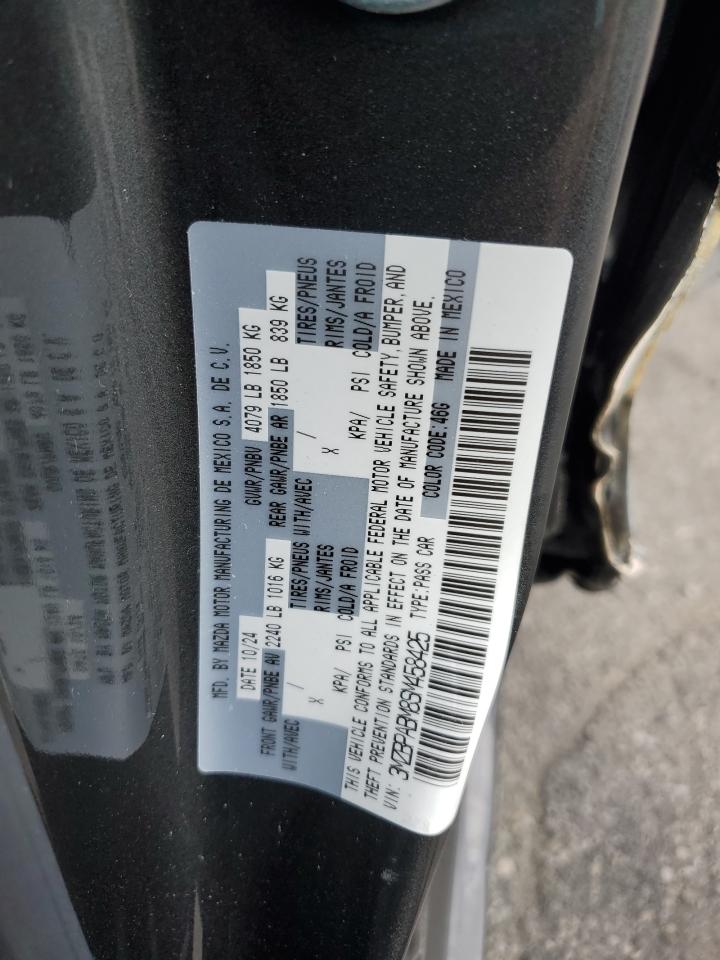 MFD. BY MAZDA MOTOR MANUFACTURING DE MEXICO S.A. DE C.V.
DATE 10/24 GVWR/PNBV 4079 LB 1850 KG
FRONT GAWR/PNBE AV 2240 LB 1016 KG REAR GAWR/PNBE AR 1850 LB 839 KG
WITH/AVEC / TIRES/PNEUS WITH/AVEC / TIRES/PNEUS
X RIMS/JANTES X RIMS/JANTES
KPA/ PSI COLD/A FROID KPA/ PSI COLD/A FROID
THIS VEHICLE CONFORMS TO ALL APPLICABLE FEDERAL MOTOR VEHICLE SAFETY, BUMPER, AND
THEFT PREVENTION STANDARDS IN EFFECT ON THE DATE OF MANUFACTURE SHOWN ABOVE.
VIN: 3MZBPABM8SM458425 TYPE:PASS CAR COLOR CODE:46G MADE IN MEXICO